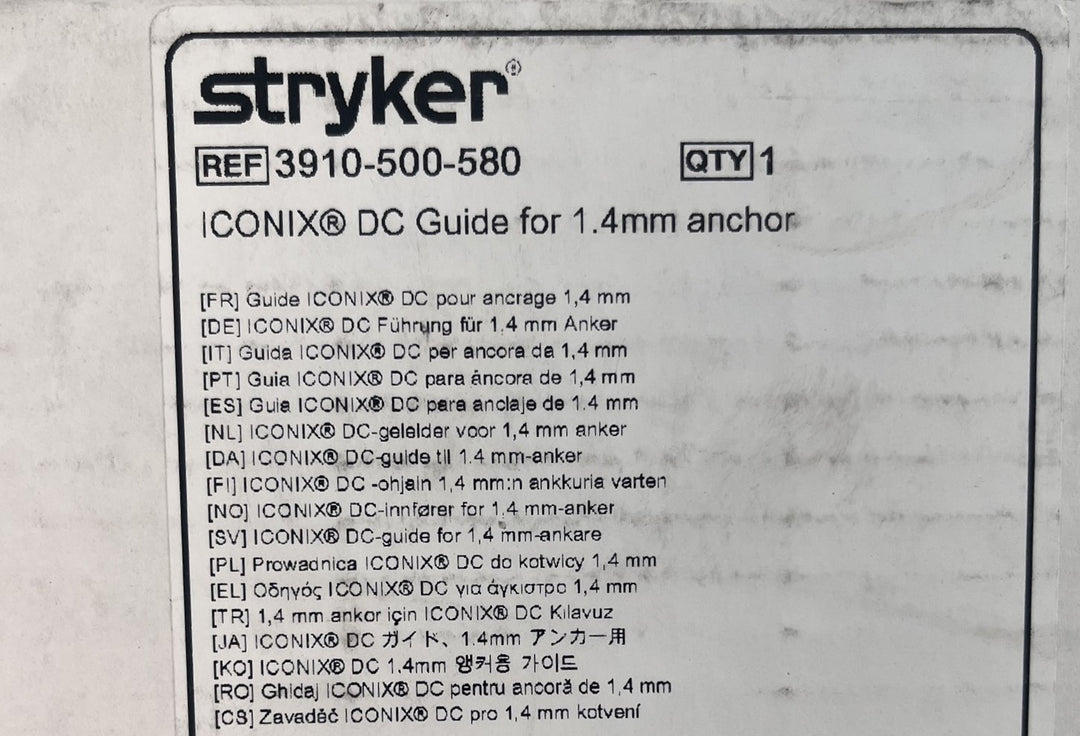 stryker®
REF 3910-500-580 QTY 1
ICONIX® DC Guide for 1.4mm anchor
[FR] Guide ICONIX® DC pour ancrage 1,4 mm
[DE] ICONIX® DC Führung für 1.4 mm Anker
[IT] Guida ICONIX® DC per ancora da 1,4 mm
[PT] Guia ICONIX® DC para âncora de 1,4 mm
[ES] Guia ICONIX® DC para anclaje de 1.4 mm
[NL] ICONIX® DC-geleider voor 1,4 mm anker
[DA] ICONIX® DC-guide til 1.4 mm-anker
[FI] ICONIX® DC -ohjain 1,4 mm:n ankkuria varten
[NO] ICONIX® DC-innfører for 1.4 mm-anker
[SV] ICONIX® DC-guide for 1,4 mm-ankare
[PL] Prowadnica ICONIX® DC do kotwicy 1,4 mm
[EL] Οδηγός ICONIX® DC για άγκιστρο 1,4 mm
[TR] 1,4 mm ankor için ICONIX® DC Kılavuz
[JA] ICONIX® DC ガイド、1.4mm アンカー用
[KO] ICONIX® DC 1.4mm 앵커용 가이드
[RO] Ghidaj ICONIX® DC pentru ancoră de 1,4 mm
[CS] Zavaděč ICONIX® DC pro 1,4 mm kotvení